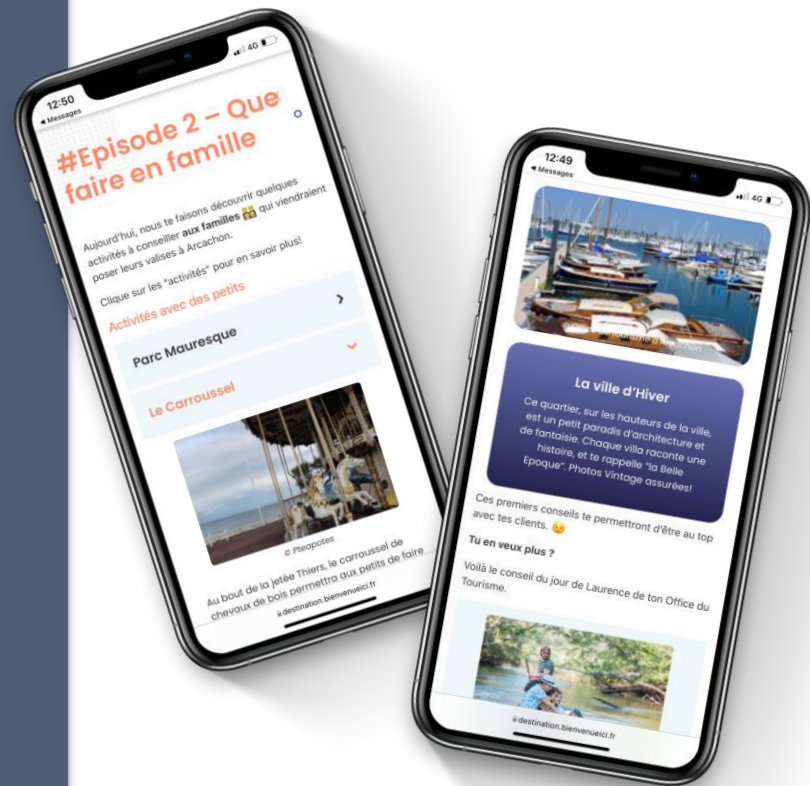 12:50
◀ Messages
4G
#Episode 2 – Que
faire en famille
Aujourd'hui, nous te faisons découvrir quelques
activités à conseiller aux familles 👪 qui viendraient
poser leurs valises à Arcachon.
Clique sur les "activités" pour en savoir plus!
Activités avec des petits
Parc Mauresque
Le Carroussel
© Pteapotes
Au bout de la jetée Thiers, le carroussel de
chevaux de bois permettra aux petits de faire
destination.bienvenueici.fr
12:49
◀ Messages
4G
d'Arcachon
La ville d'Hiver
Ce quartier, sur les hauteurs de la ville,
est un petit paradis d'architecture et
de fantaisie. Chaque villa raconte une
histoire, et te rappelle "la Belle
Epoque". Photos Vintage assurées!
Ces premiers conseils te permettront d'être au top
avec tes clients. 😉
Tu en veux plus ?
Voilà le conseil du jour de Laurence de ton Office du
Tourisme.
destination.bienvenueici.fr